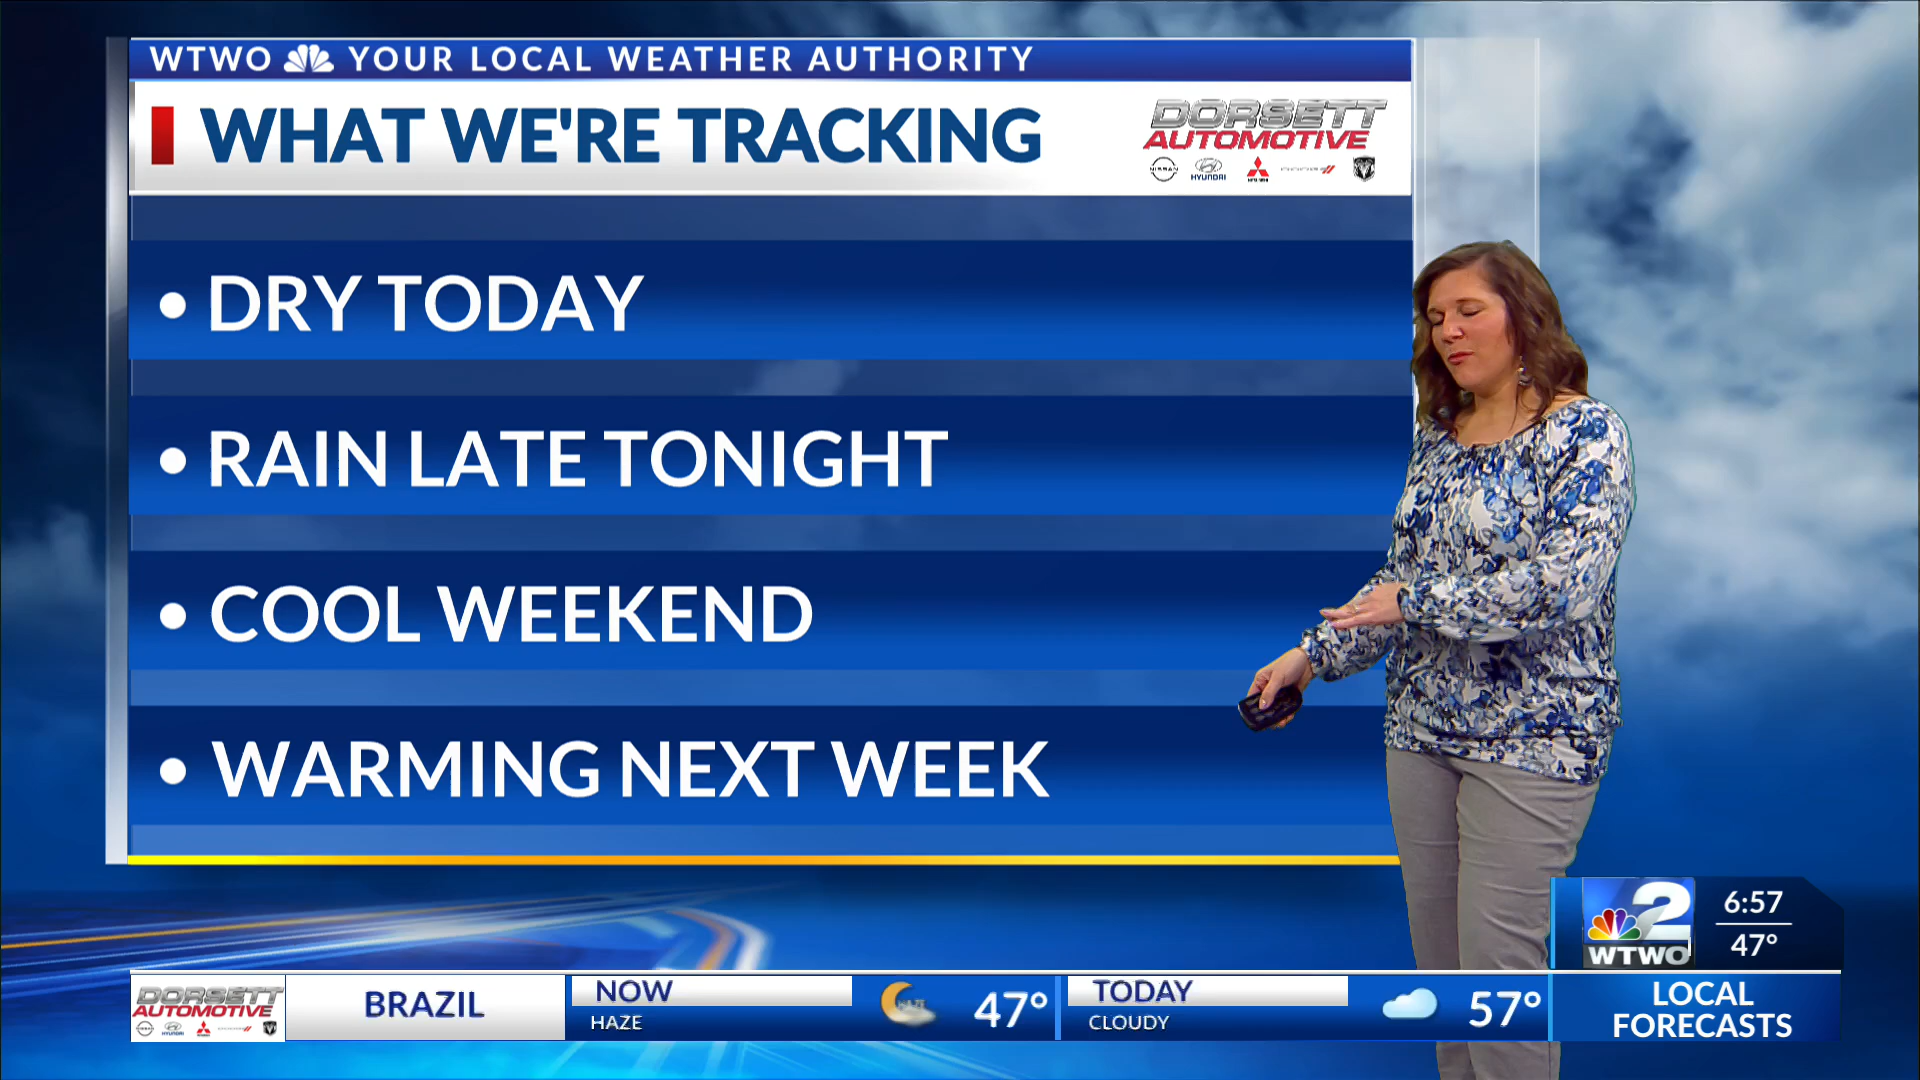 WTWO YOUR LOCAL WEATHER AUTHORITY
WHAT WE'RE TRACKING
DORSETT
AUTOMOTIVE
NISSAN HYUNDAI
• DRY TODAY
• RAIN LATE TONIGHT
• COOL WEEKEND
• WARMING NEXT WEEK
2
WTWO
6:57
47°
DORSETT
AUTOMOTIVE
BRAZIL
NOW
HAZE
47°
TODAY
CLOUDY
57°
LOCAL
FORECASTS